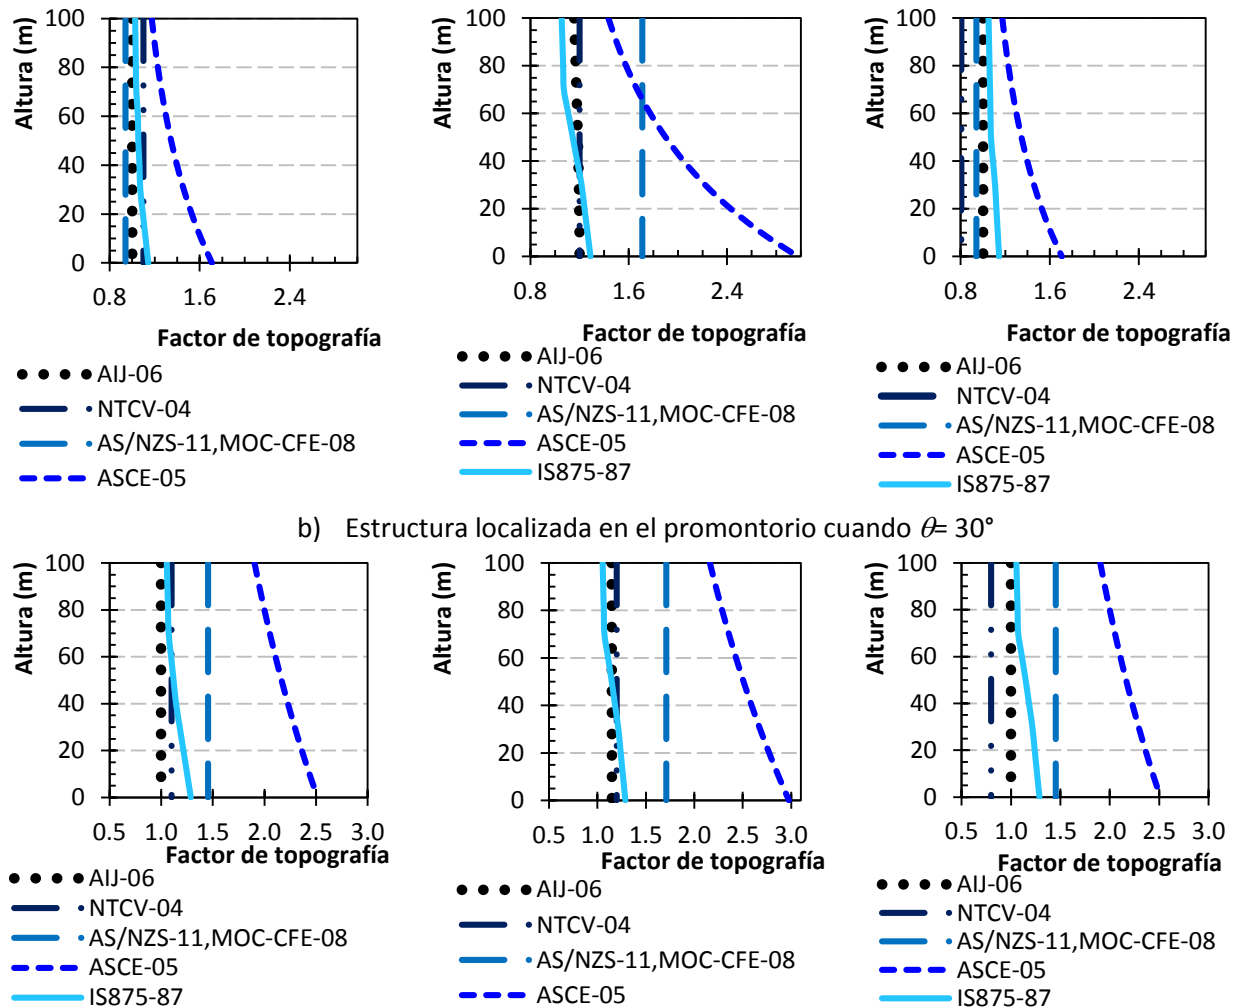 100
80
60
40
20
0
Altura (m)
0.8 1.6 2.4
Factor de topografía
AIJ-06
NTCV-04
AS/NZS-11,MOC-CFE-08
ASCE-05
100
80
60
40
20
0
Altura (m)
0.8 1.6 2.4
Factor de topografía
AIJ-06
NTCV-04
AS/NZS-11,MOC-CFE-08
ASCE-05
IS875-87
100
80
60
40
20
0
Altura (m)
0.8 1.6 2.4
Factor de topografía
AIJ-06
NTCV-04
AS/NZS-11,MOC-CFE-08
ASCE-05
IS875-87
b) Estructura localizada en el promontorio cuando θ= 30°
100
80
60
40
20
0
Altura (m)
0.5 1.0 1.5 2.0 2.5 3.0
Factor de topografía
AIJ-06
NTCV-04
AS/NZS-11,MOC-CFE-08
ASCE-05
IS875-87
100
80
60
40
20
0
Altura (m)
0.5 1.0 1.5 2.0 2.5 3.0
Factor de topografía
AIJ-06
NTCV-04
AS/NZS-11,MOC-CFE-08
ASCE-05
100
80
60
40
20
0
Altura (m)
0.5 1.0 1.5 2.0 2.5 3.0
Factor de topografía
AIJ-06
NTCV-04
AS/NZS-11,MOC-CFE-08
ASCE-05
IS875-87